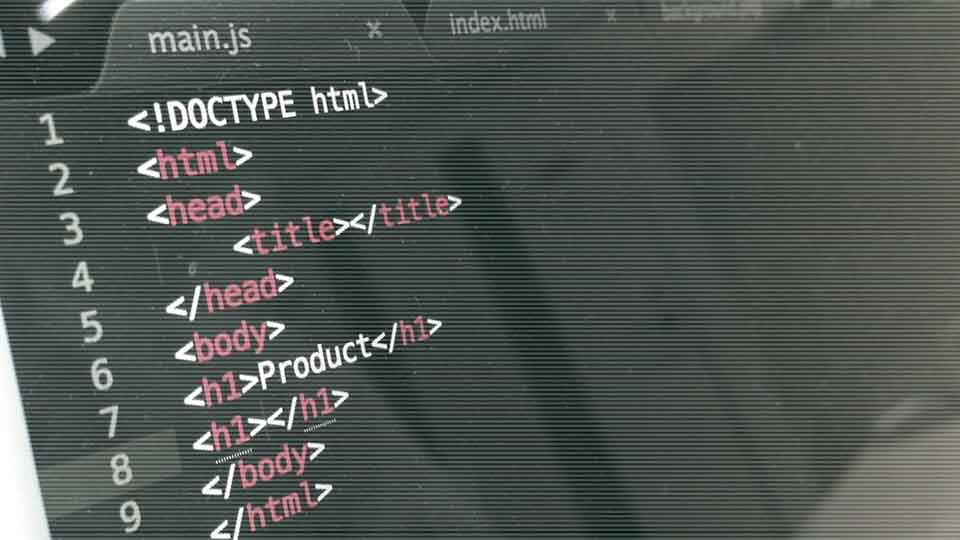 main.js × index.html ×
1 <!DOCTYPE html>
2 <html>
3 <head>
4 <title></title>
5 </head>
6 <body>
7 <h1>Product</h1>
8 <h1></h1>
9 </body>
</html>